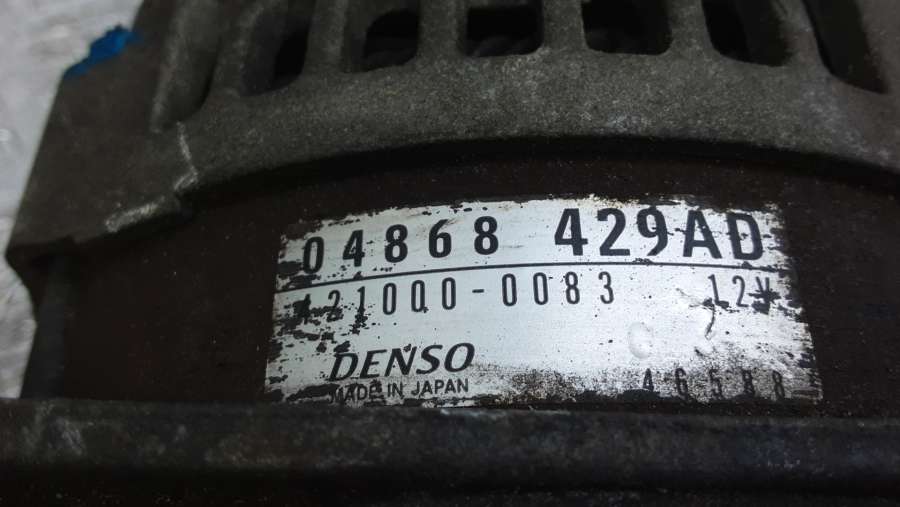 04868 429AD
421000-0083 12V
DENSO
MADE IN JAPAN
46588